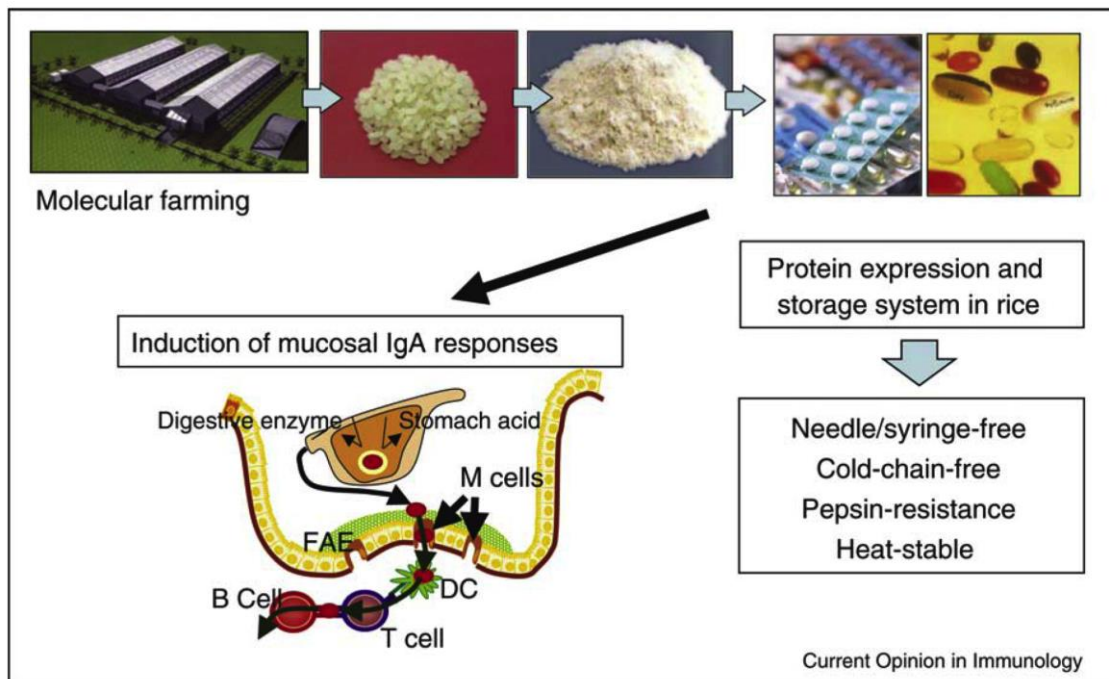 Molecular farming
Protein expression and
storage system in rice
Induction of mucosal IgA responses
Digestive enzyme
Stomach acid
M cells
FAE
DC
B Cell
T cell
Needle/syringe-free
Cold-chain-free
Pepsin-resistance
Heat-stable
Current Opinion in Immunology